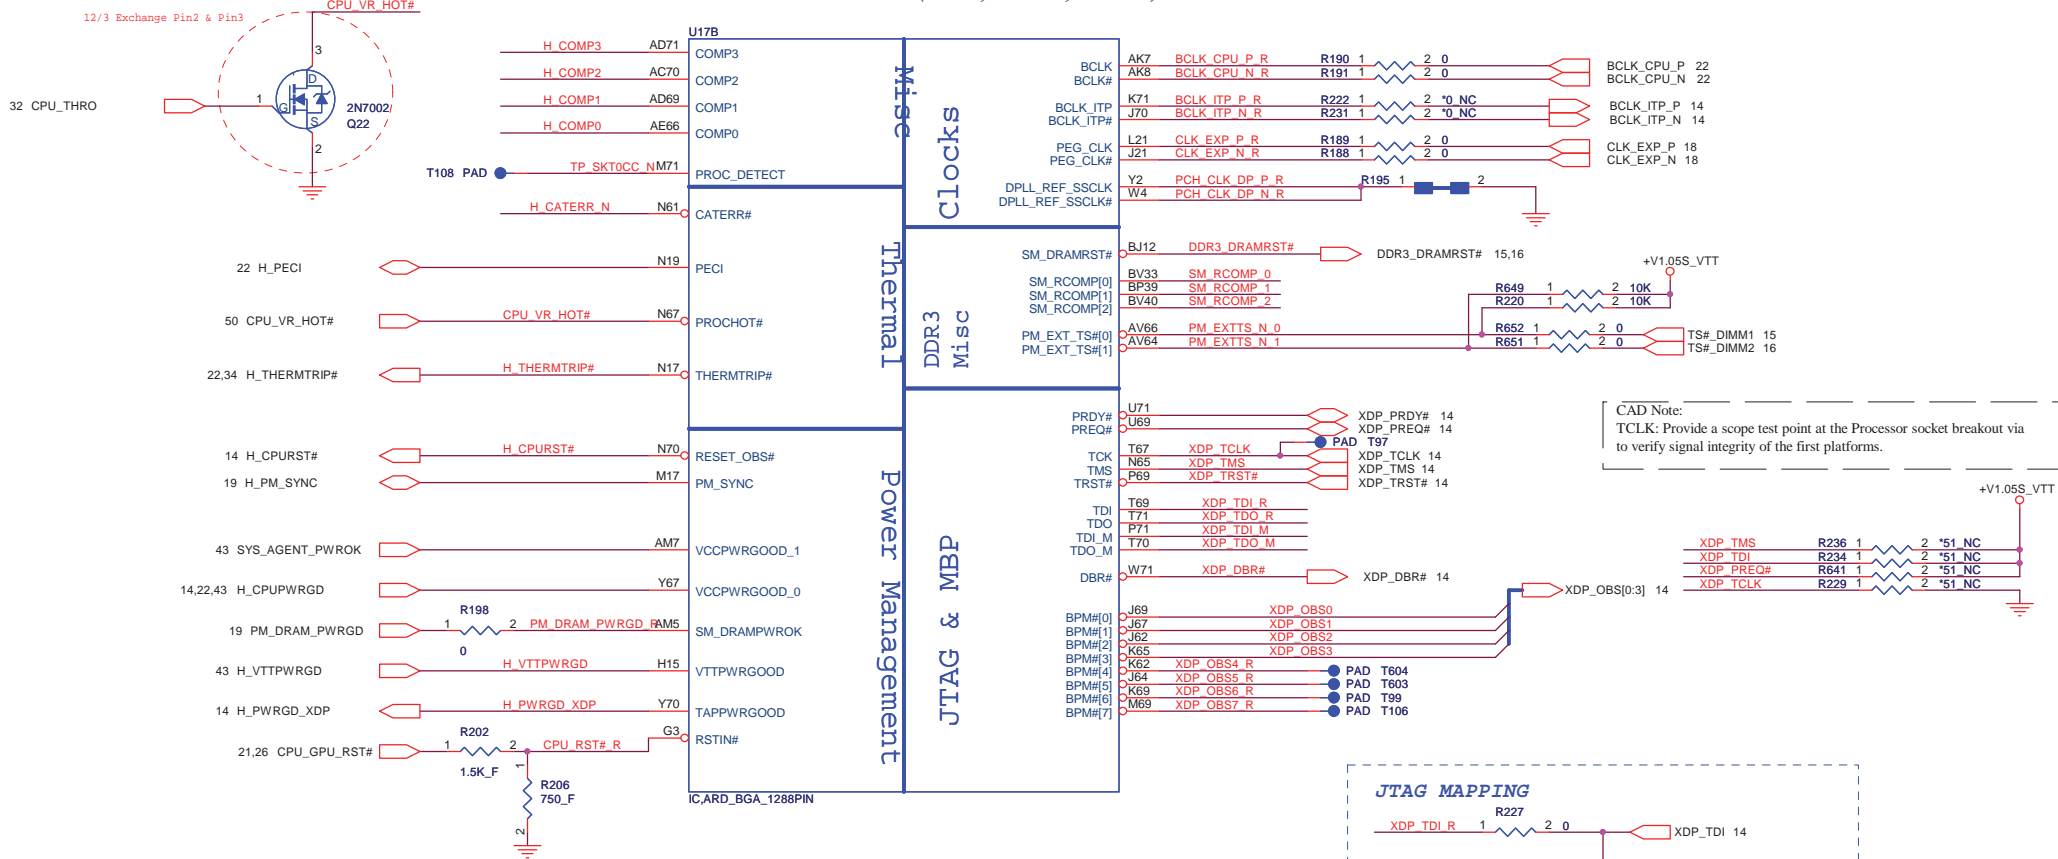 12/3 Exchange Pin2 & Pin3
CPU_VR_HOT#
32 CPU_THRO
1
3
D
G
S
2
2N7002
Q22
U17B
H_COMP3 AD71 COMP3
H_COMP2 AC70 COMP2
H_COMP1 AD69 COMP1
H_COMP0 AE66 COMP0
T108 PAD TP_SKT0CC_N M71 PROC_DETECT
H_CATERR_N N61 CATERR#
22 H_PECI N19 PECI
50 CPU_VR_HOT# CPU_VR_HOT# N67 PROCHOT#
22,34 H_THERMTRIP# H_THERMTRIP# N17 THERMTRIP#
14 H_CPURST# H_CPURST# N70 RESET_OBS#
19 H_PM_SYNC M17 PM_SYNC
43 SYS_AGENT_PWROK AM7 VCCPWRGOOD_1
14,22,43 H_CPUPWRGD Y67 VCCPWRGOOD_0
R198
19 PM_DRAM_PWRGD 1 2 PM_DRAM_PWRGD_R AM5 SM_DRAMPWROK
0
43 H_VTTPWRGD H_VTTPWRGD H15 VTTPWRGOOD
14 H_PWRGD_XDP H_PWRGD_XDP Y70 TAPPWRGOOD
R202
21,26 CPU_GPU_RST# 1 2 CPU_RST#_R G3 RSTIN#
1.5K_F
1
R206
750_F
2
IC,ARD_BGA_1288PIN
Misc
Thermal
Power Management
Clocks
DDR3
Misc
JTAG & MBP
BCLK AK7 BCLK_CPU_P_R R190 1 2 0 BCLK_CPU_P 22
BCLK# AK8 BCLK_CPU_N_R R191 1 2 0 BCLK_CPU_N 22
BCLK_ITP K71 BCLK_ITP_P_R R222 1 2 *0_NC BCLK_ITP_P 14
BCLK_ITP# J70 BCLK_ITP_N_R R231 1 2 *0_NC BCLK_ITP_N 14
PEG_CLK L21 CLK_EXP_P_R R189 1 2 0 CLK_EXP_P 18
PEG_CLK# J21 CLK_EXP_N_R R188 1 2 0 CLK_EXP_N 18
DPLL_REF_SSCLK Y2 PCH_CLK_DP_P_R R195 1 2
DPLL_REF_SSCLK# W4 PCH_CLK_DP_N_R
SM_DRAMRST# BJ12 DDR3_DRAMRST# DDR3_DRAMRST# 15,16
+V1.05S_VTT
SM_RCOMP[0] BV33 SM_RCOMP_0
SM_RCOMP[1] BP39 SM_RCOMP_1 R649 1 2 10K
SM_RCOMP[2] BV40 SM_RCOMP_2 R220 1 2 10K
PM_EXT_TS#[0] AV66 PM_EXTTS_N_0 R652 1 2 0 TS#_DIMM1 15
PM_EXT_TS#[1] AV64 PM_EXTTS_N_1 R651 1 2 0 TS#_DIMM2 16
PRDY# U71 XDP_PRDY# 14
PREQ# U69 XDP_PREQ# 14
PAD T97
TCK T67 XDP_TCLK XDP_TCLK 14
TMS N65 XDP_TMS XDP_TMS 14
TRST# P69 XDP_TRST# XDP_TRST# 14
TDI T69 XDP_TDI_R
TDO T71 XDP_TDO_R
TDI_M P71 XDP_TDI_M
TDO_M T70 XDP_TDO_M
DBR# W71 XDP_DBR# XDP_DBR# 14
XDP_OBS[0:3] 14
BPM#[0] J69 XDP_OBS0
BPM#[1] J67 XDP_OBS1
BPM#[2] J62 XDP_OBS2
BPM#[3] K65 XDP_OBS3
BPM#[4] K62 XDP_OBS4_R PAD T604
BPM#[5] J64 XDP_OBS5_R PAD T603
BPM#[6] K69 XDP_OBS6_R PAD T99
BPM#[7] M69 XDP_OBS7_R PAD T106
CAD Note:
TCLK: Provide a scope test point at the Processor socket breakout via
to verify signal integrity of the first platforms.
+V1.05S_VTT
XDP_TMS R236 1 2 *51_NC
XDP_TDI R234 1 2 *51_NC
XDP_PREQ# R641 1 2 *51_NC
XDP_TCLK R229 1 2 *51_NC
JTAG MAPPING
R227
XDP_TDI_R 1 2 0 XDP_TDI 14